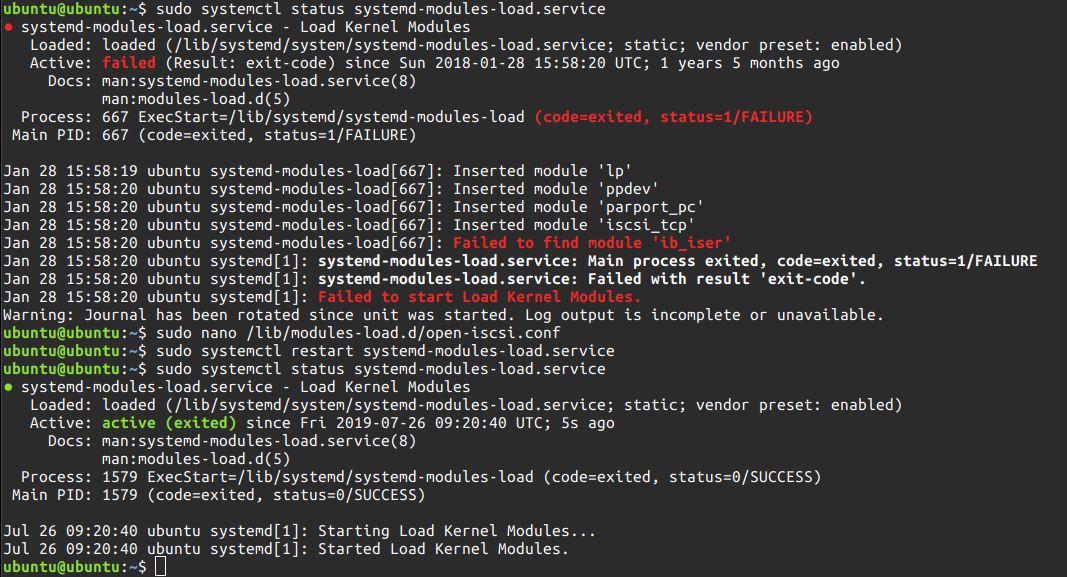 ubuntu@ubuntu:~$ sudo systemctl status systemd-modules-load.service
● systemd-modules-load.service - Load Kernel Modules
   Loaded: loaded (/lib/systemd/system/systemd-modules-load.service; static; vendor preset: enabled)
   Active: failed (Result: exit-code) since Sun 2018-01-28 15:58:20 UTC; 1 years 5 months ago
     Docs: man:systemd-modules-load.service(8)
           man:modules-load.d(5)
  Process: 667 ExecStart=/lib/systemd/systemd-modules-load (code=exited, status=1/FAILURE)
 Main PID: 667 (code=exited, status=1/FAILURE)

Jan 28 15:58:19 ubuntu systemd-modules-load[667]: Inserted module 'lp'
Jan 28 15:58:20 ubuntu systemd-modules-load[667]: Inserted module 'ppdev'
Jan 28 15:58:20 ubuntu systemd-modules-load[667]: Inserted module 'parport_pc'
Jan 28 15:58:20 ubuntu systemd-modules-load[667]: Inserted module 'iscsi_tcp'
Jan 28 15:58:20 ubuntu systemd-modules-load[667]: Failed to find module 'ib_iser'
Jan 28 15:58:20 ubuntu systemd[1]: systemd-modules-load.service: Main process exited, code=exited, status=1/FAILURE
Jan 28 15:58:20 ubuntu systemd[1]: systemd-modules-load.service: Failed with result 'exit-code'.
Jan 28 15:58:20 ubuntu systemd[1]: Failed to start Load Kernel Modules.
Warning: Journal has been rotated since unit was started. Log output is incomplete or unavailable.
ubuntu@ubuntu:~$ sudo nano /lib/modules-load.d/open-iscsi.conf
ubuntu@ubuntu:~$ sudo systemctl restart systemd-modules-load.service
ubuntu@ubuntu:~$ sudo systemctl status systemd-modules-load.service
● systemd-modules-load.service - Load Kernel Modules
   Loaded: loaded (/lib/systemd/system/systemd-modules-load.service; static; vendor preset: enabled)
   Active: active (exited) since Fri 2019-07-26 09:20:40 UTC; 5s ago
     Docs: man:systemd-modules-load.service(8)
           man:modules-load.d(5)
  Process: 1579 ExecStart=/lib/systemd/systemd-modules-load (code=exited, status=0/SUCCESS)
 Main PID: 1579 (code=exited, status=0/SUCCESS)

Jul 26 09:20:40 ubuntu systemd[1]: Starting Load Kernel Modules...
Jul 26 09:20:40 ubuntu systemd[1]: Started Load Kernel Modules.
ubuntu@ubuntu:~$